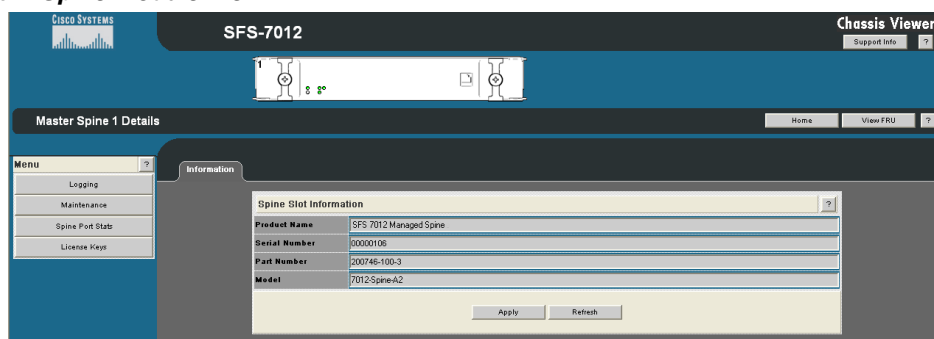 CISCO SYSTEMS
SFS-7012
Chassis Viewer
Support Info
?
1
Master Spine 1 Details
Home
View FRU
?
Menu
?
Logging
Maintenance
Spine Port Stats
License Keys
Information
Spine Slot Information
?
Product Name
SFS 7012 Managed Spine
Serial Number
00000106
Part Number
200746-100-3
Model
7012-Spine-A2
Apply
Refresh